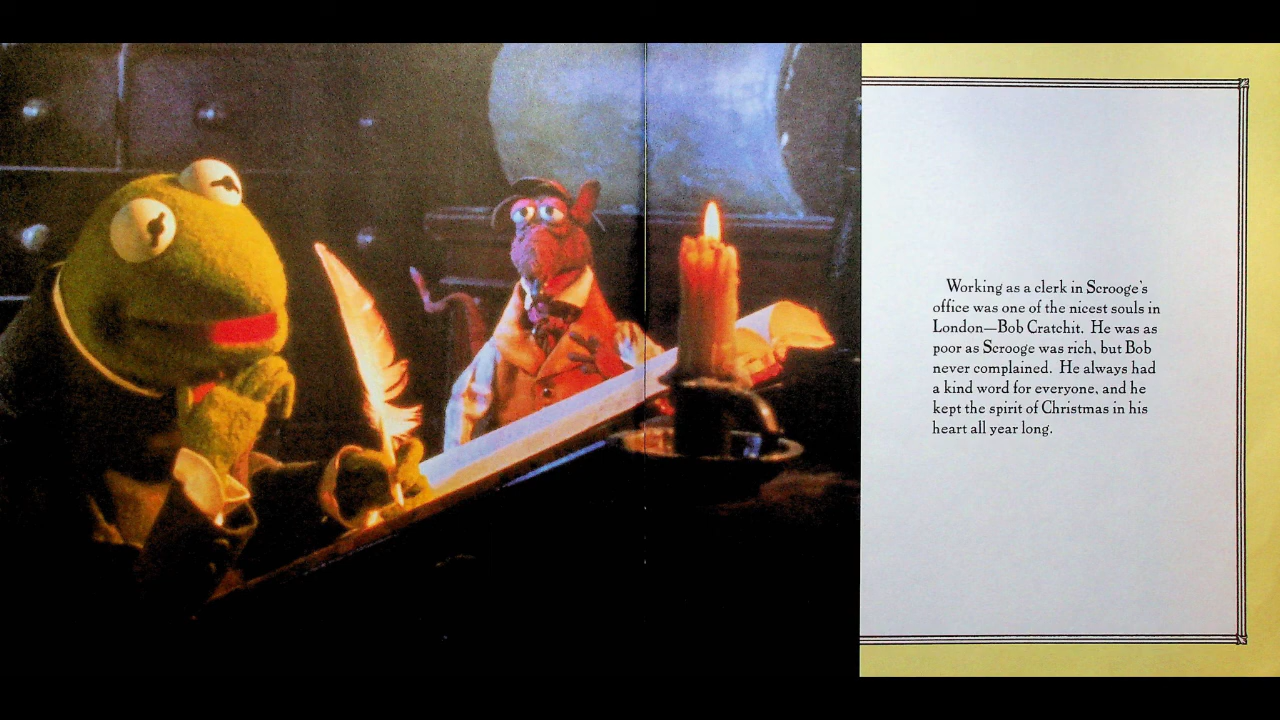 Working as a clerk in Scrooge's
office was one of the nicest souls in
London—Bob Cratchit. He was as
poor as Scrooge was rich, but Bob
never complained. He always had
a kind word for everyone, and he
kept the spirit of Christmas in his
heart all year long.